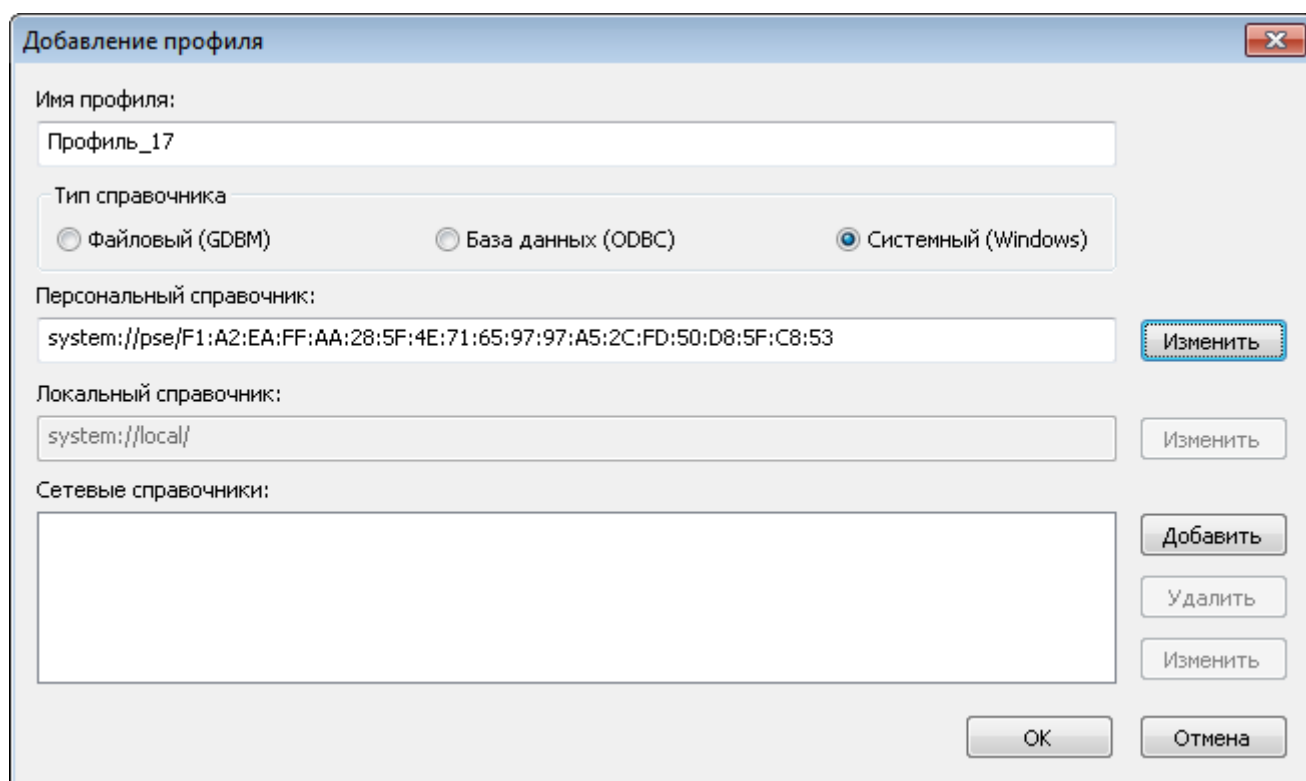 Добавление профиля
Имя профиля:
Профиль_17
Тип справочника
Файловый (GDBM) База данных (ODBC) Системный (Windows)
Персональный справочник:
system://pse/F1:A2:EA:FF:AA:28:5F:4E:71:65:97:97:A5:2C:FD:50:D8:5F:C8:53 Изменить
Локальный справочник:
system://local/ Изменить
Сетевые справочники:
Добавить
Удалить
Изменить
OK Отмена